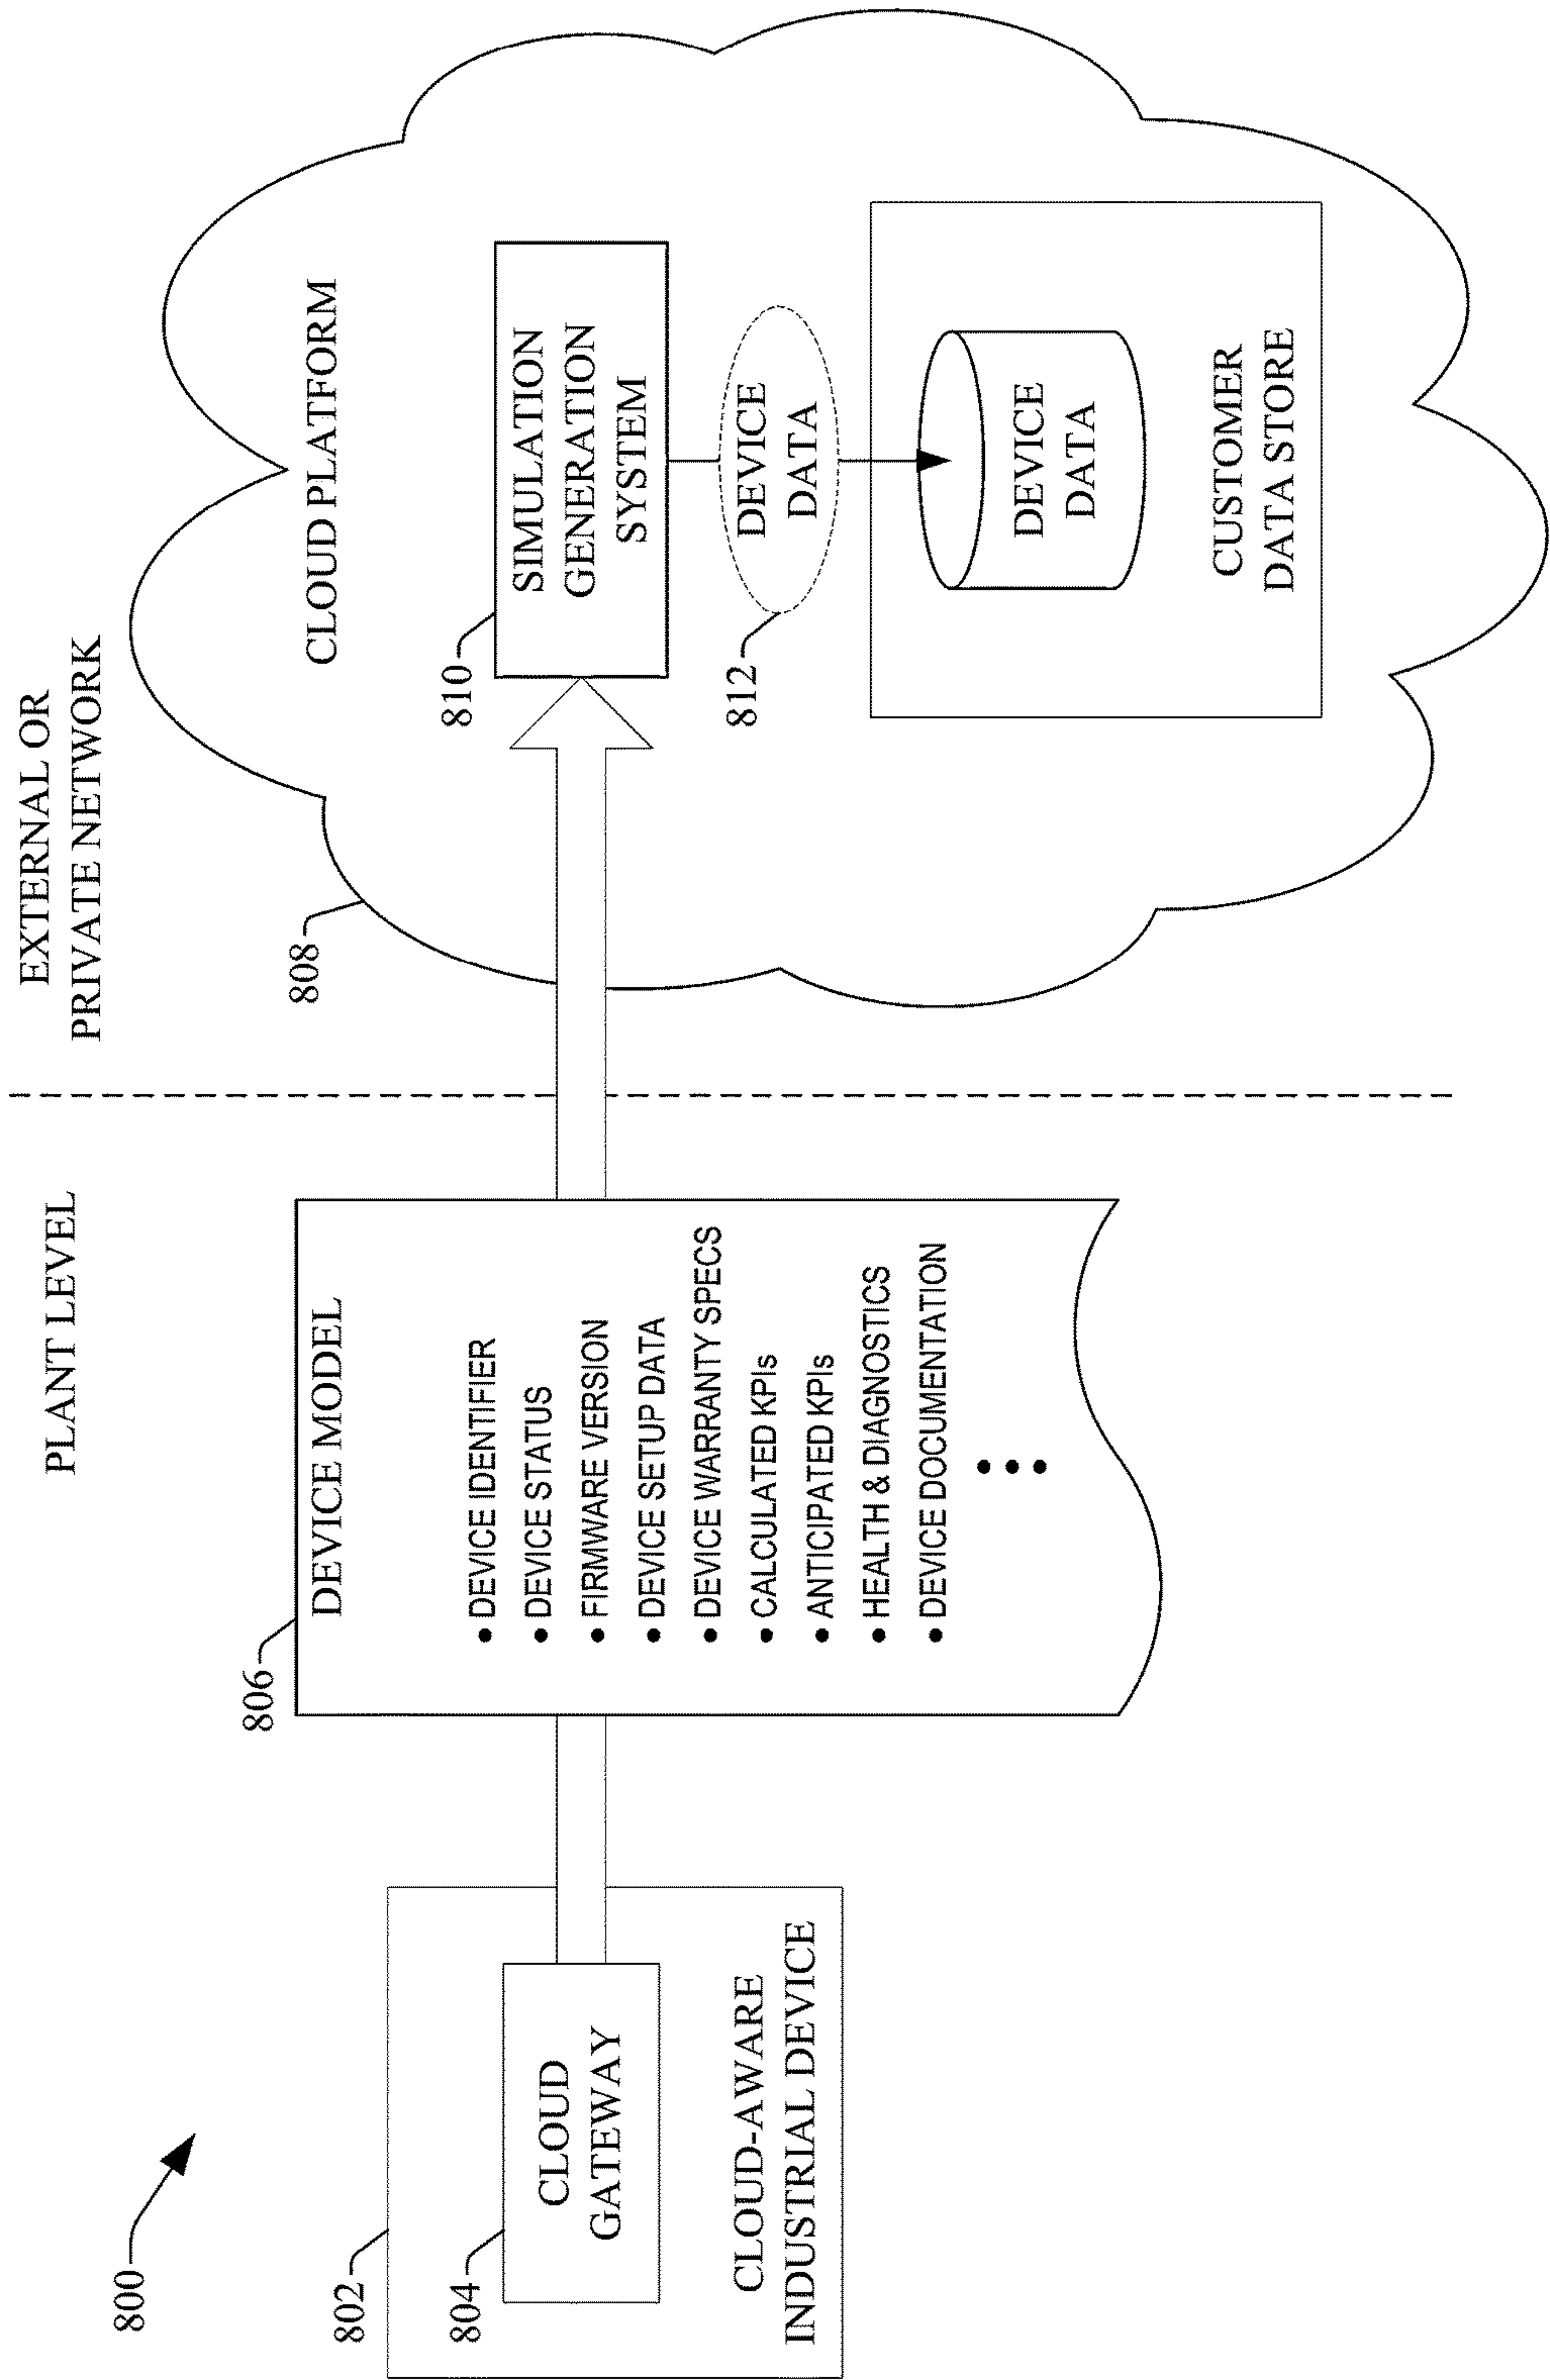 800
PLANT LEVEL
EXTERNAL OR
PRIVATE NETWORK
802
804
CLOUD
GATEWAY
CLOUD-AWARE
INDUSTRIAL DEVICE
806
DEVICE MODEL
• DEVICE IDENTIFIER
• DEVICE STATUS
• FIRMWARE VERSION
• DEVICE SETUP DATA
• DEVICE WARRANTY SPECS
• CALCULATED KPIs
• ANTICIPATED KPIs
• HEALTH & DIAGNOSTICS
• DEVICE DOCUMENTATION
808
CLOUD PLATFORM
810
SIMULATION
GENERATION
SYSTEM
812
DEVICE
DATA
DEVICE
DATA
CUSTOMER
DATA STORE